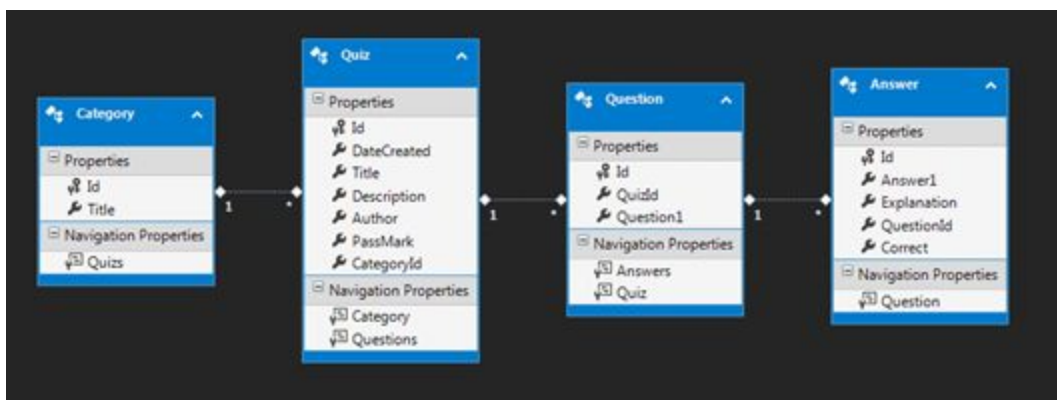 Category
Properties
Id
Title
Navigation Properties
Quizs
1
*
Quiz
Properties
Id
DateCreated
Title
Description
Author
PassMark
CategoryId
Navigation Properties
Category
Questions
1
*
Question
Properties
Id
QuizId
Question1
Navigation Properties
Answers
Quiz
1
*
Answer
Properties
Id
Answer1
Explanation
QuestionId
Correct
Navigation Properties
Question